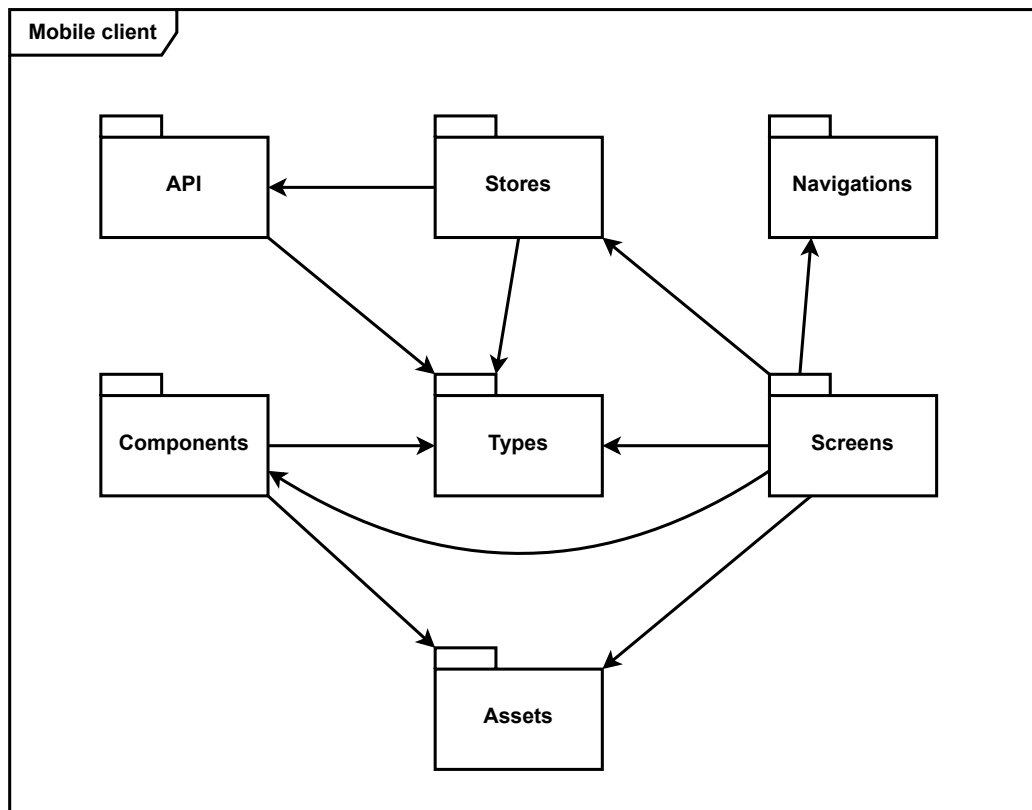 Mobile client
API
Stores
Navigations
Components
Types
Screens
Assets